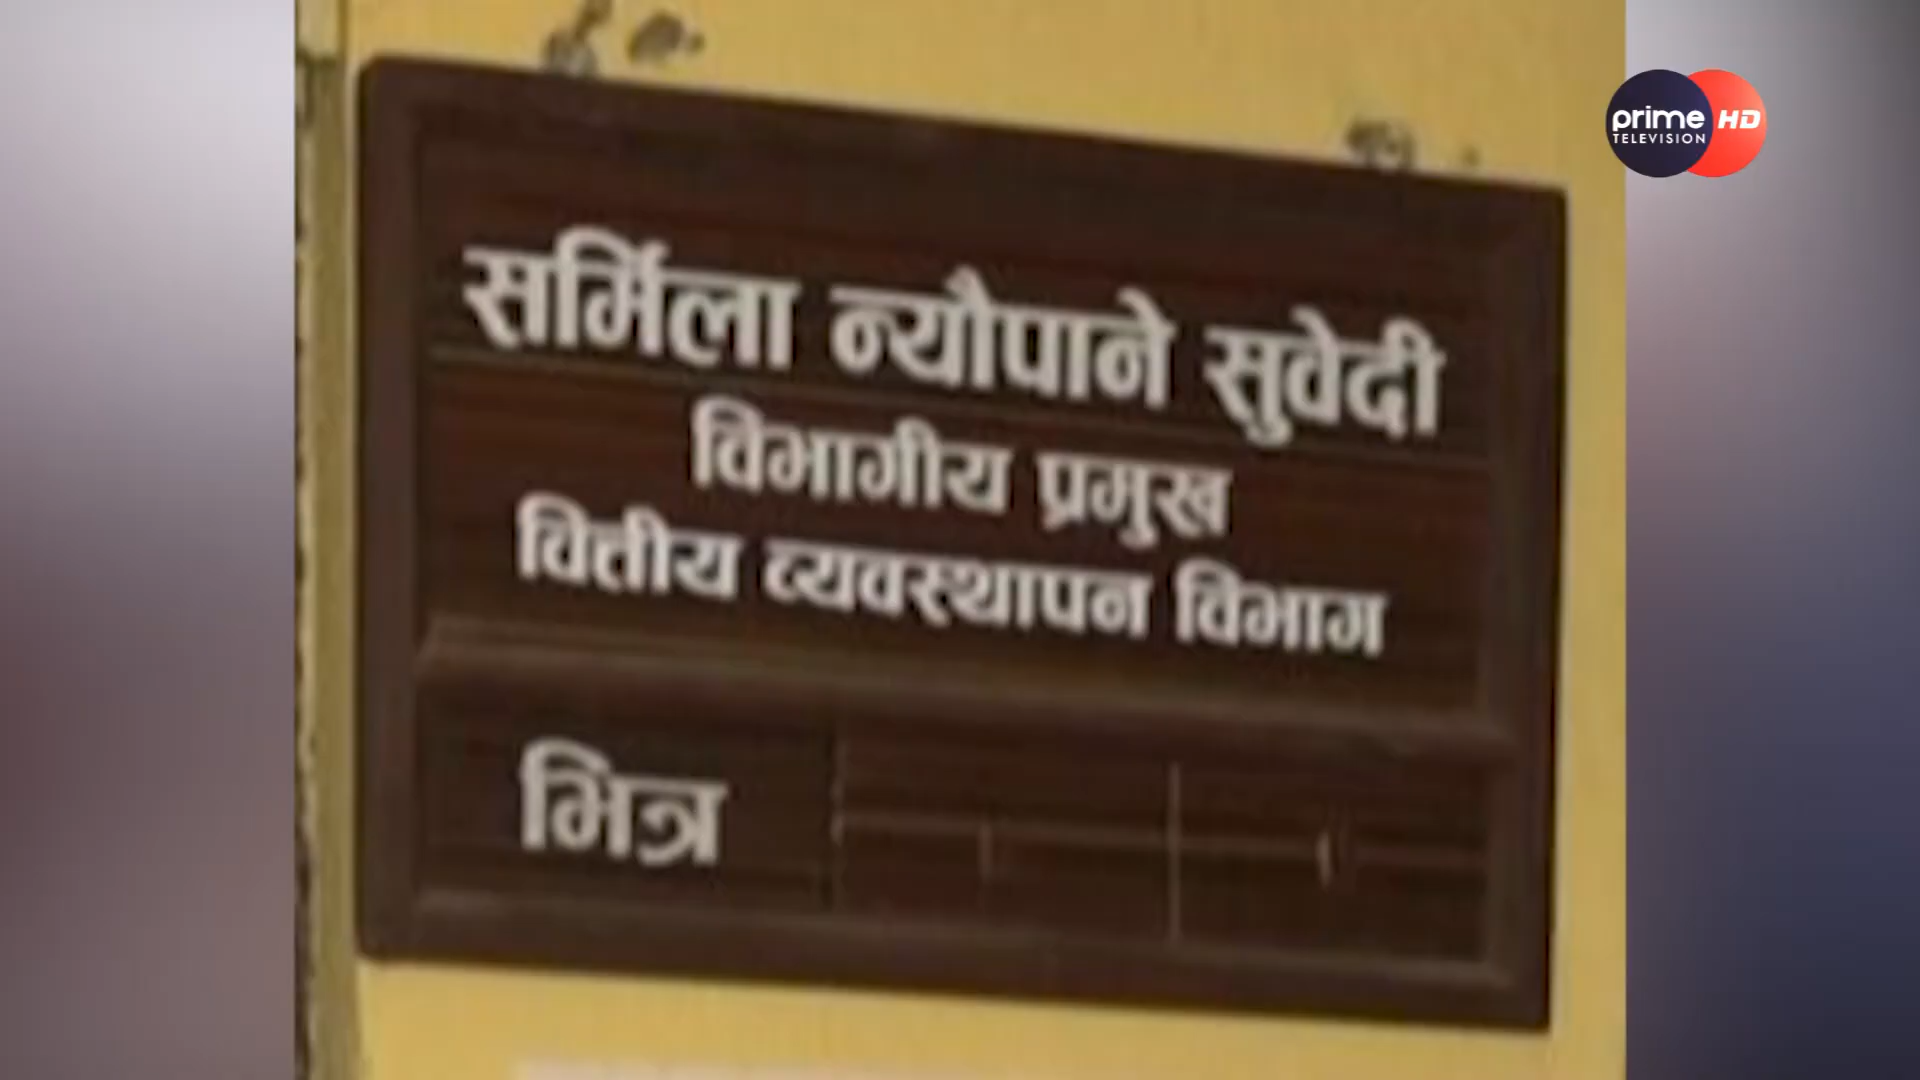 prime HD
TELEVISION
सर्मिला न्यौपाने सुवेदी
विभागीय प्रमुख
वित्तीय व्यवस्थापन विभाग
भित्र